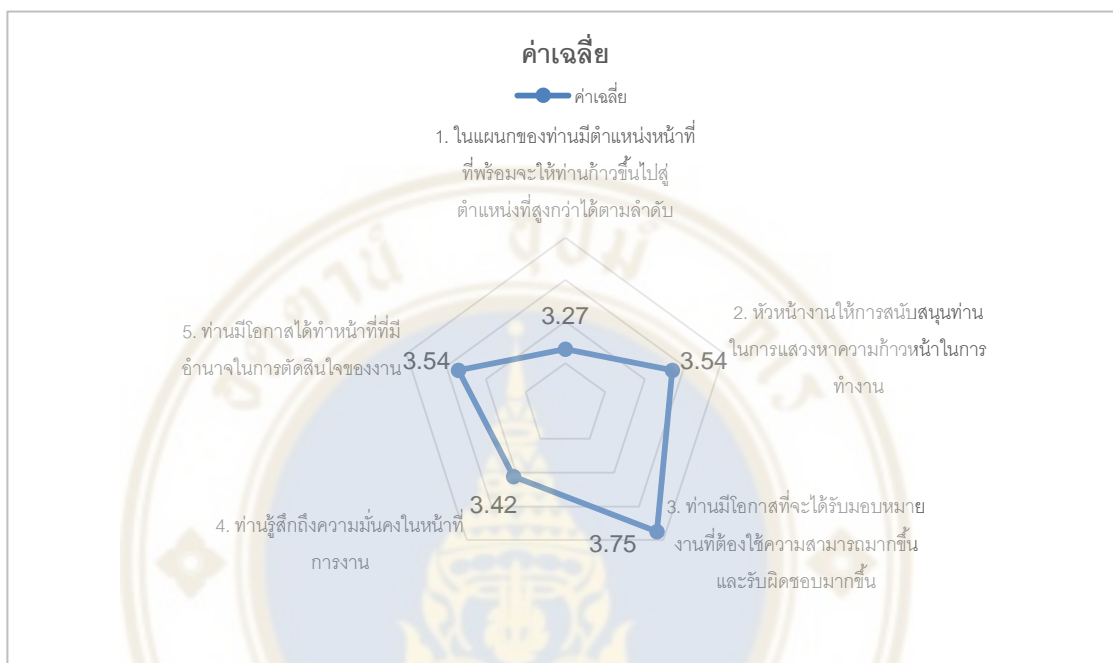 ค่าเฉลี่ย
ค่าเฉลี่ย
1. ในแผนกของท่านมีตำแหน่งหน้าที่
ที่พร้อมจะให้ท่านก้าวขึ้นไปสู่
ตำแหน่งที่สูงกว่าได้ตามลำดับ
3.27
2. หัวหน้างานให้การสนับสนุนท่าน
ในการแสวงหาความก้าวหน้าในการ
ทำงาน
3.54
3. ท่านมีโอกาสที่จะได้รับมอบหมาย
งานที่ต้องใช้ความสามารถมากขึ้น
และรับผิดชอบมากขึ้น
3.75
4. ท่านรู้สึกถึงความมั่นคงในหน้าที่
การงาน
3.42
5. ท่านมีโอกาสได้ทำหน้าที่ที่มี
อำนาจในการตัดสินใจของงาน
3.54